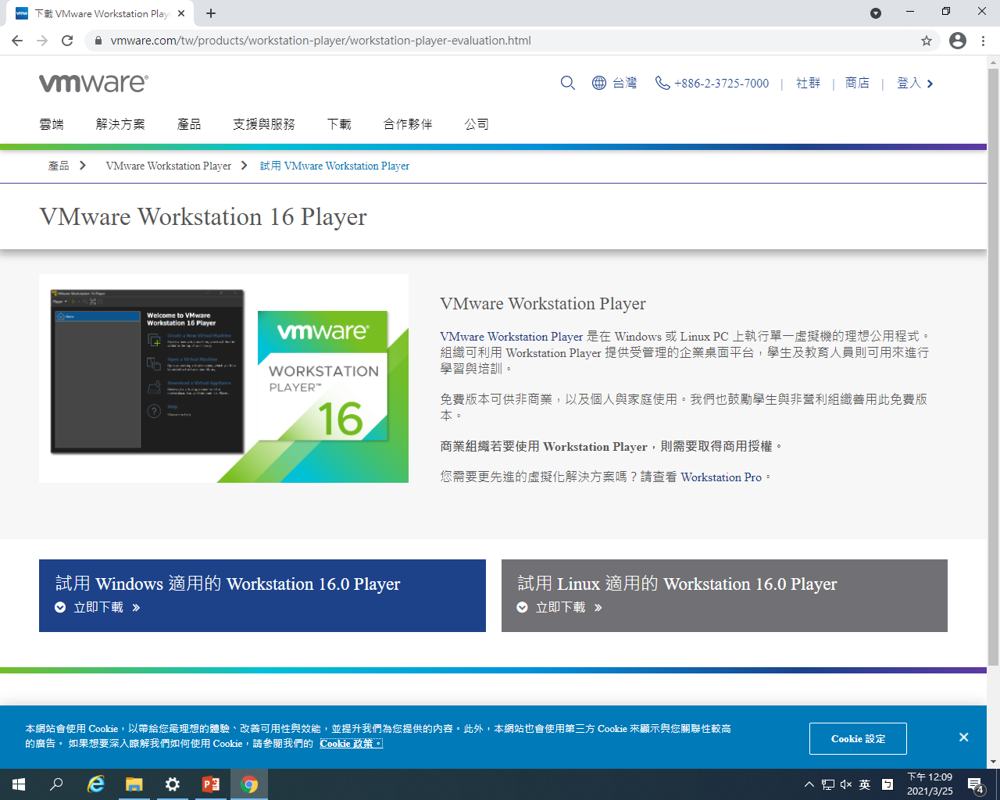 下載 VMware Workstation Play
vmware.com/tw/products/workstation-player/workstation-player-evaluation.html
vmware
台灣 +886-2-3725-7000 | 社群 | 商店 | 登入
雲端 解決方案 產品 支援與服務 下載 合作夥伴 公司
產品 VMware Workstation Player 試用 VMware Workstation Player
VMware Workstation 16 Player
VMware Workstation 16 Player
Player
Home
Welcome to VMware
Workstation 16 Player
Create a New Virtual Machine
Open a Virtual Machine
Download a Virtual Appliance
Help
vmware
WORKSTATION
PLAYER™
16
VMware Workstation Player
VMware Workstation Player 是在 Windows 或 Linux PC 上執行單一虛擬機的理想公用程式。
組織可利用 Workstation Player 提供受管理的企業桌面平台，學生及教育人員則可用來進行
學習與培訓。
免費版本可供非商業，以及個人與家庭使用。我們也鼓勵學生與非營利組織善用此免費版
本。
商業組織若要使用 Workstation Player，則需要取得商用授權。
您需要更先進的虛擬化解決方案嗎？請查看 Workstation Pro。
試用 Windows 適用的 Workstation 16.0 Player
立即下載 »
試用 Linux 適用的 Workstation 16.0 Player
立即下載 »
本網站會使用 Cookie，以帶給您最理想的體驗、改善可用性與效能，並提升我們為您提供的內容。此外，本網站也會使用第三方 Cookie 來顯示與您關聯性較高
的廣告。 如果想要深入瞭解我們如何使用 Cookie，請參閱我們的 Cookie 政策。
Cookie 設定
英 ㄅ
下午 12:09
2021/3/25
4